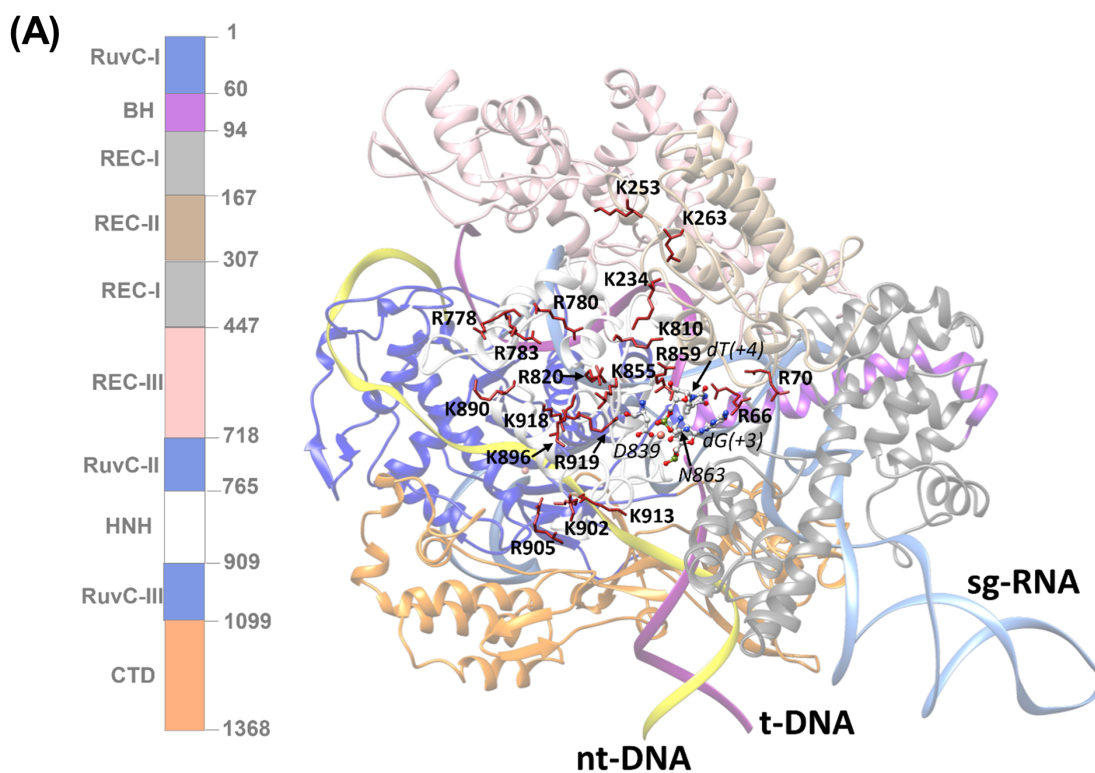 (A)
1
RuvC-I
60
BH
94
REC-I
167
REC-II
307
REC-I
447
REC-III
718
RuvC-II
765
HNH
909
RuvC-III
1099
CTD
1368
K253
K263
K234
R778
R780
R783
K810
R859
dT(+4)
R820
K855
R70
K890
K918
R66
K896
R919
D839
dG(+3)
N863
K902
K913
R905
sg-RNA
t-DNA
nt-DNA